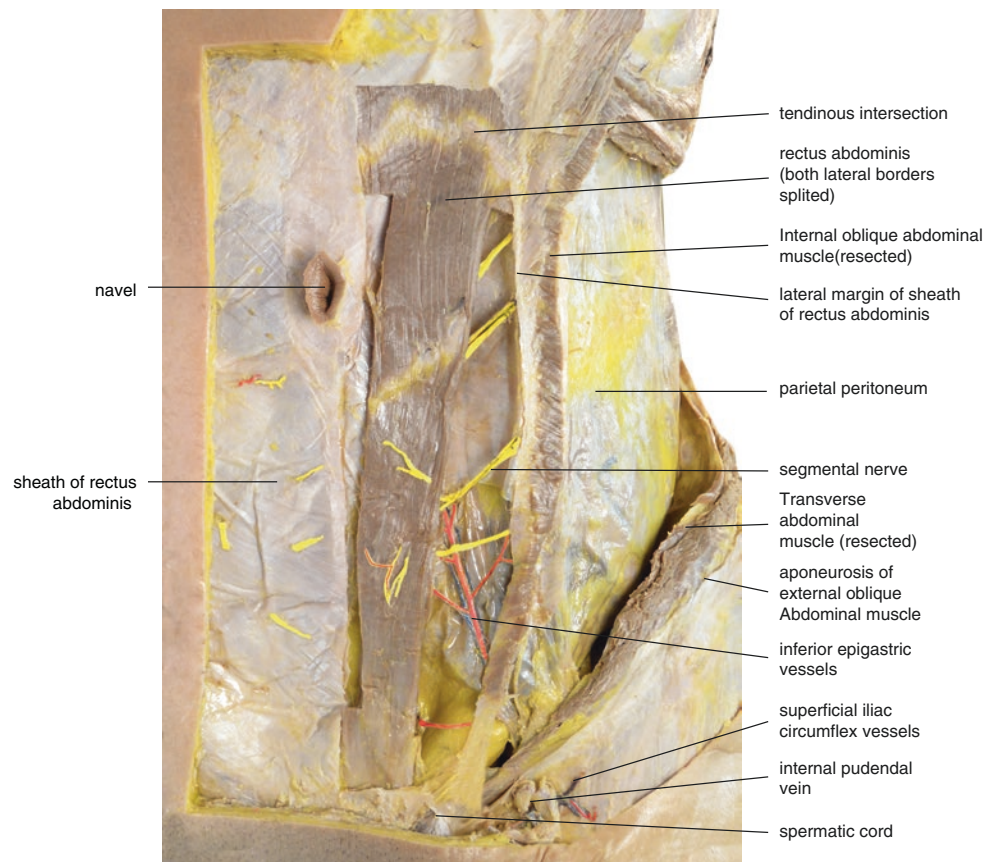 tendinous intersection
rectus abdominis
(both lateral borders
splited)
Internal oblique abdominal
muscle(resected)
navel
lateral margin of sheath
of rectus abdominis
parietal peritoneum
segmental nerve
sheath of rectus
abdominis
Transverse
abdominal
muscle (resected)
aponeurosis of
external oblique
Abdominal muscle
inferior epigastric
vessels
superficial iliac
circumflex vessels
internal pudendal
vein
spermatic cord